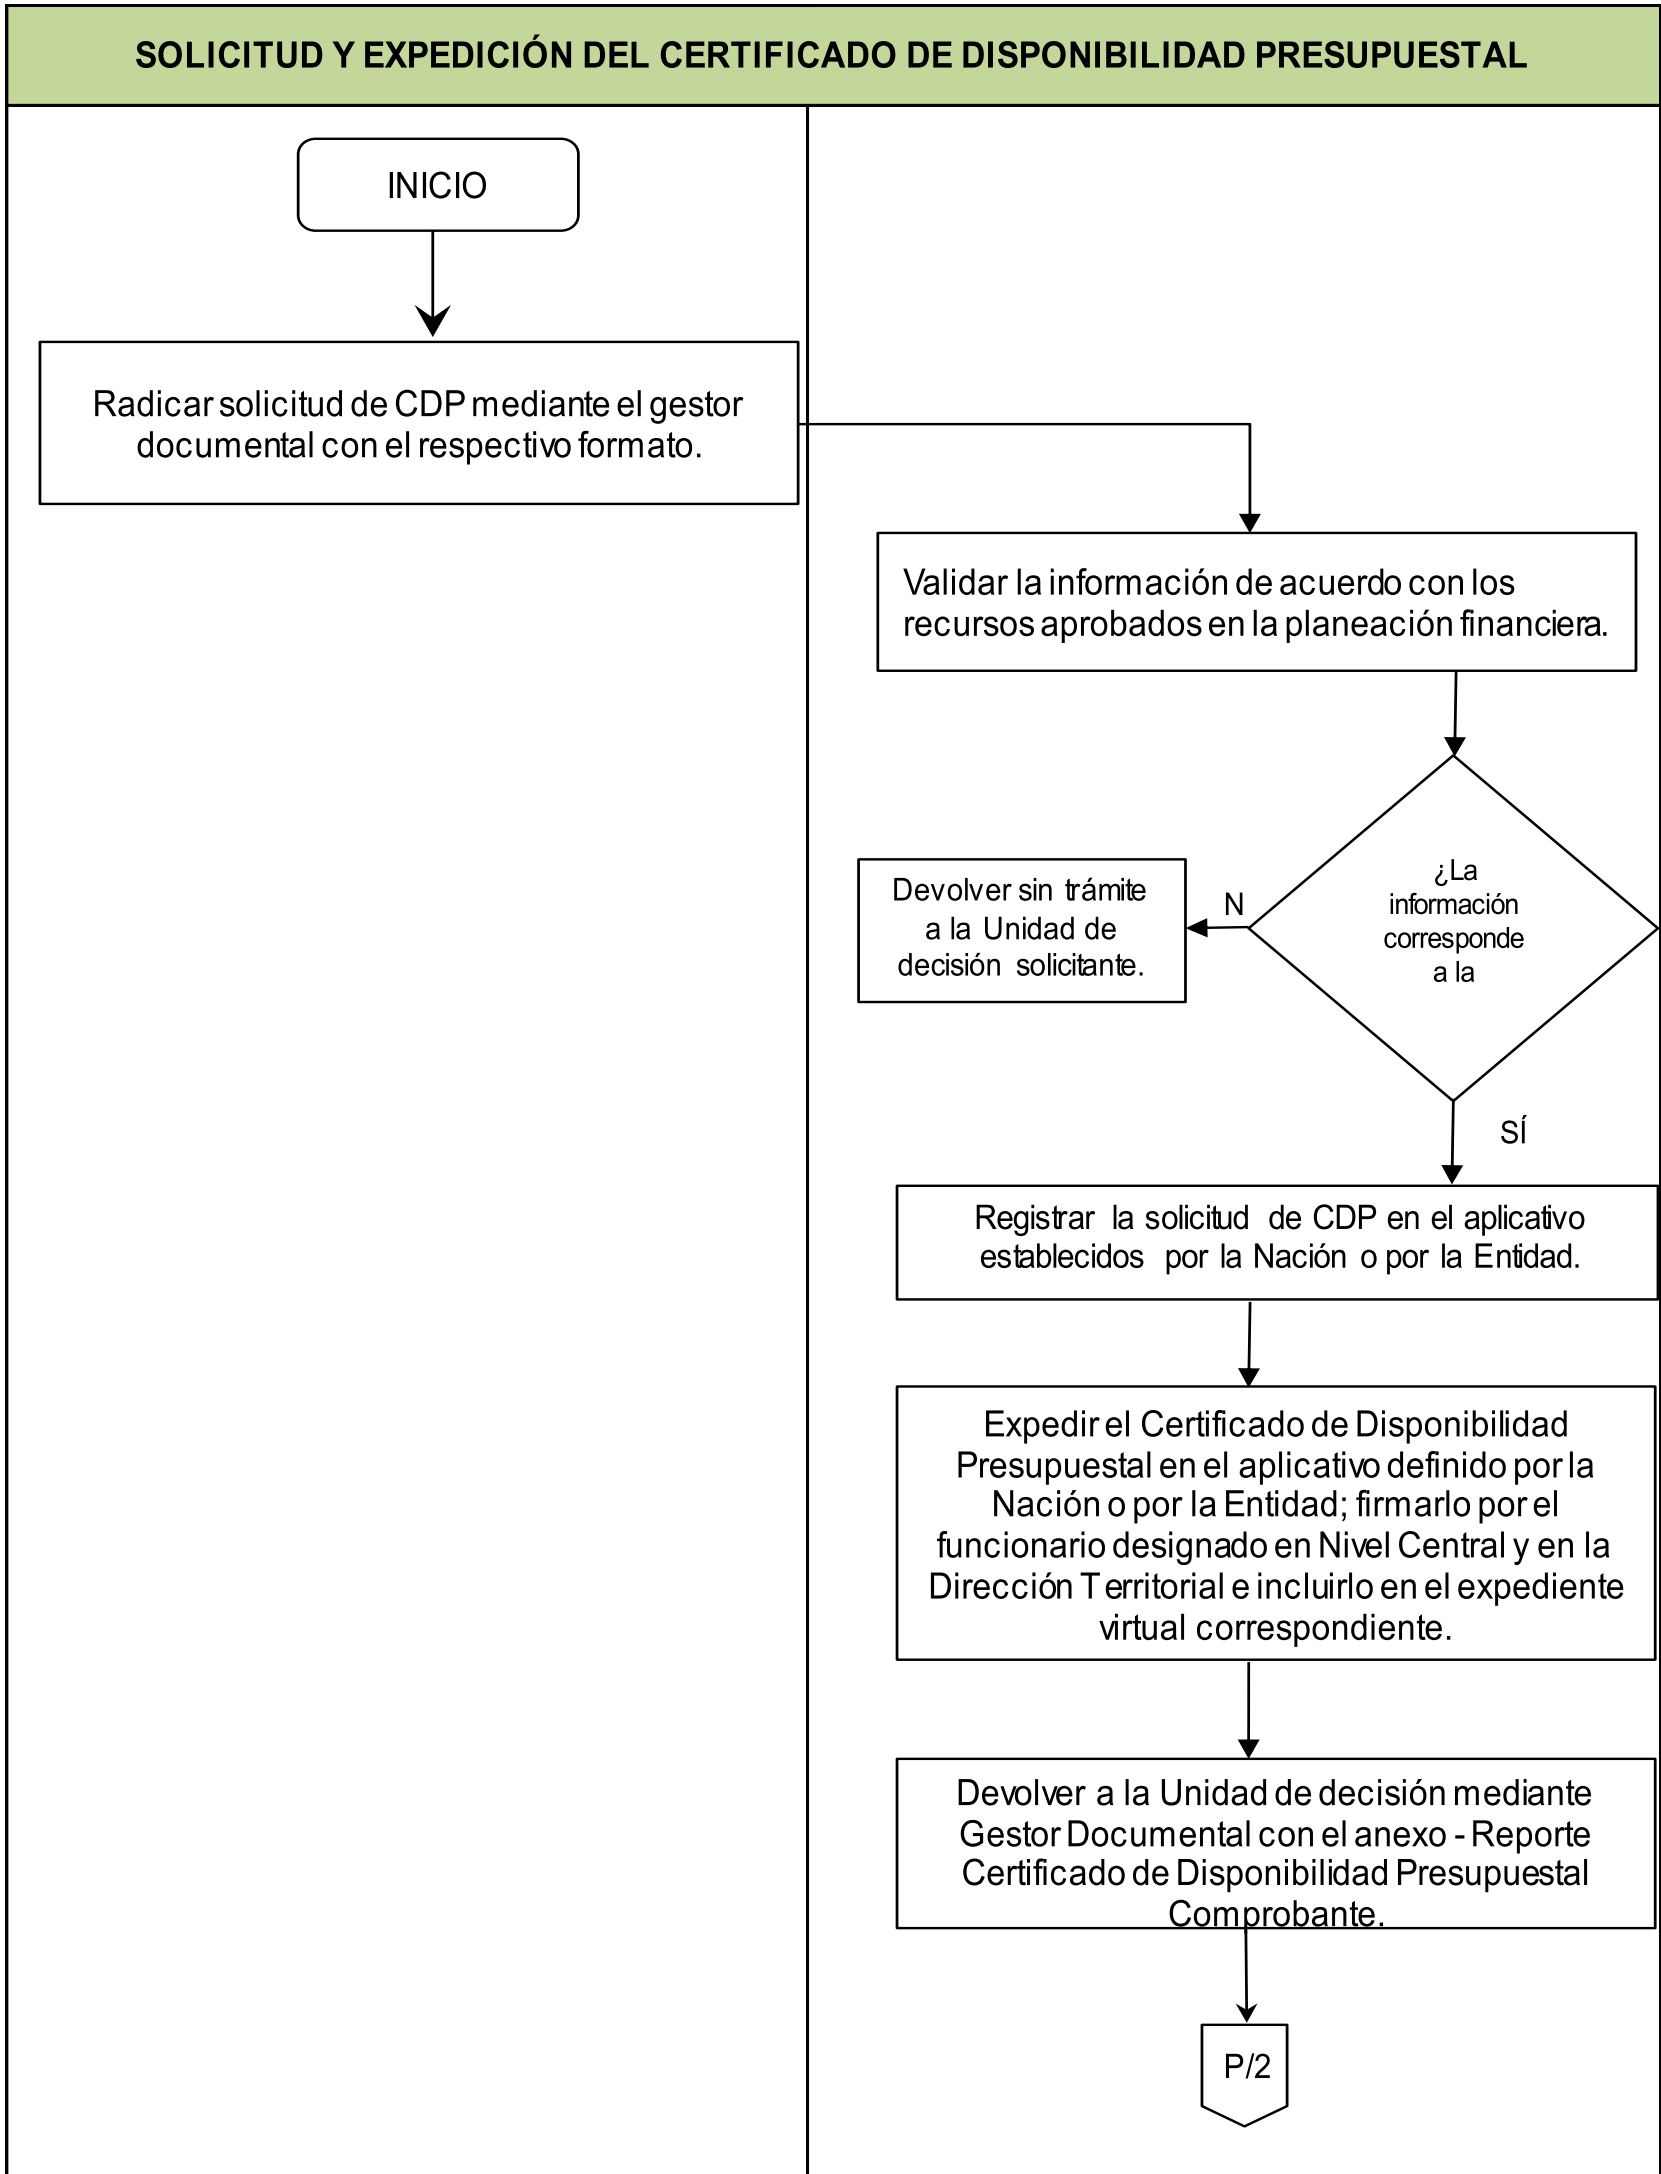 SOLICITUD Y EXPEDICIÓN DEL CERTIFICADO DE DISPONIBILIDAD PRESUPUESTAL
INICIO
Radicar solicitud de CDP mediante el gestor
documental con el respectivo formato.
Validar la información de acuerdo con los
recursos aprobados en la planeación financiera.
¿La
información
corresponde
a la
N
Devolver sin trámite
a la Unidad de
decisión solicitante.
SÍ
Registrar la solicitud de CDP en el aplicativo
establecidos por la Nación o por la Entidad.
Expedir el Certificado de Disponibilidad
Presupuestal en el aplicativo definido por la
Nación o por la Entidad; firmarlo por el
funcionario designado en Nivel Central y en la
Dirección Territorial e incluirlo en el expediente
virtual correspondiente.
Devolver a la Unidad de decisión mediante
Gestor Documental con el anexo - Reporte
Certificado de Disponibilidad Presupuestal
Comprobante.
P/2